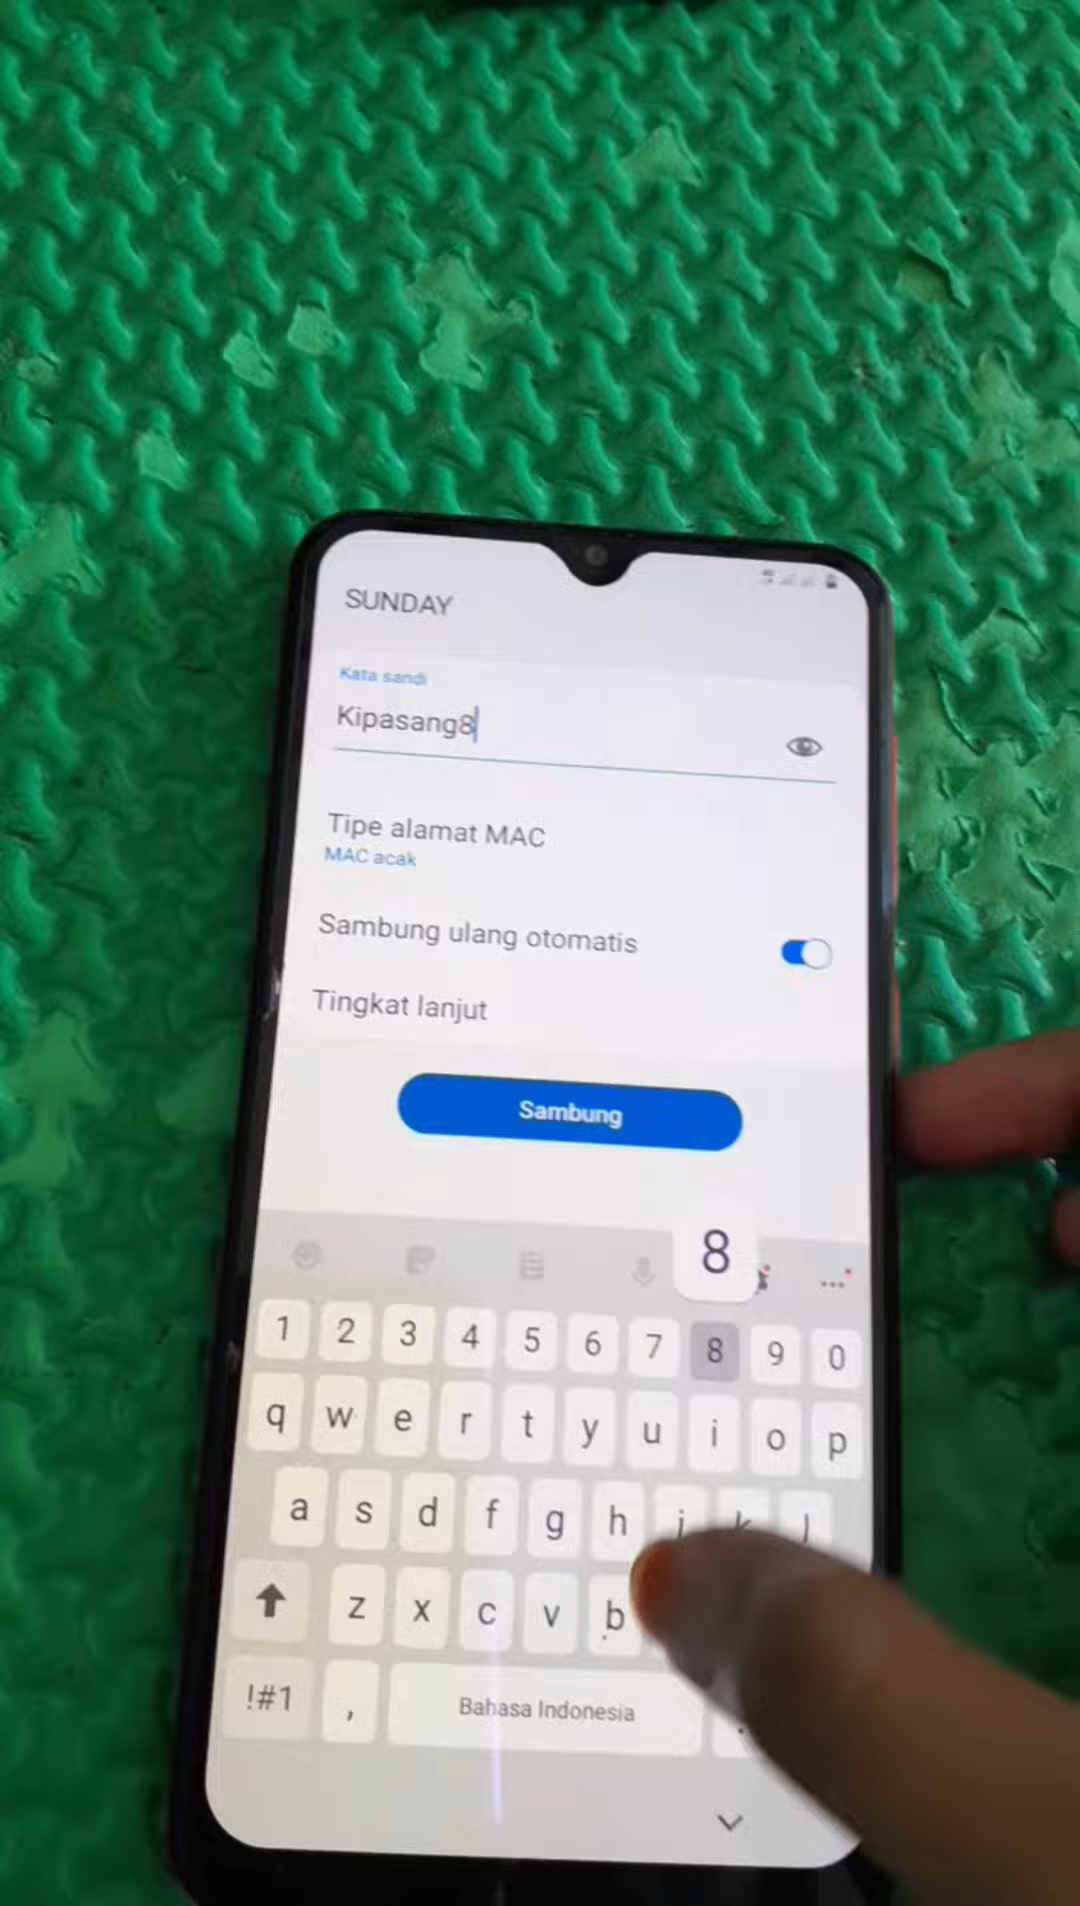 SUNDAY
Kata sandi
Kipasang8
Tipe alamat MAC
MAC acak
Sambung ulang otomatis
Tingkat lanjut
Sambung
8
1 2 3 4 5 6 7 8 9 0
q w e r t y u i o p
a s d f g h j k l
z x c v b
!#1 , Bahasa Indonesia .